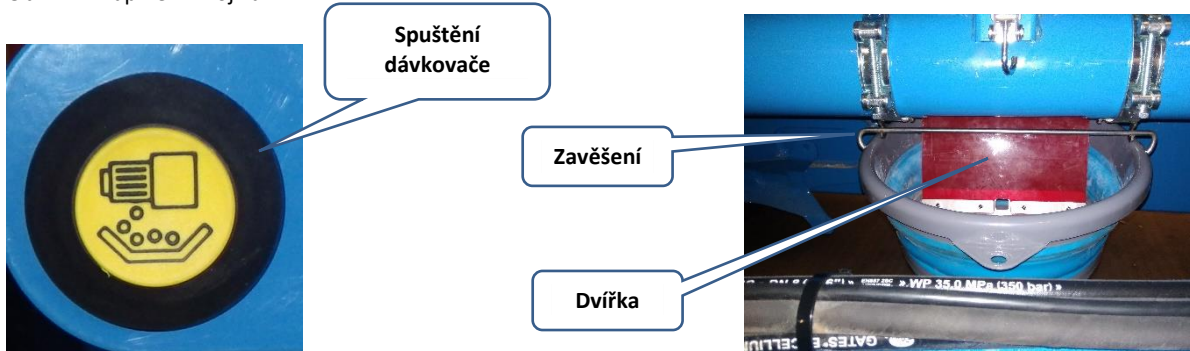 Spuštění
dávkovače
Zavěšení
Dvířka
WP 35.0 MPa (350 bar) »
GATES